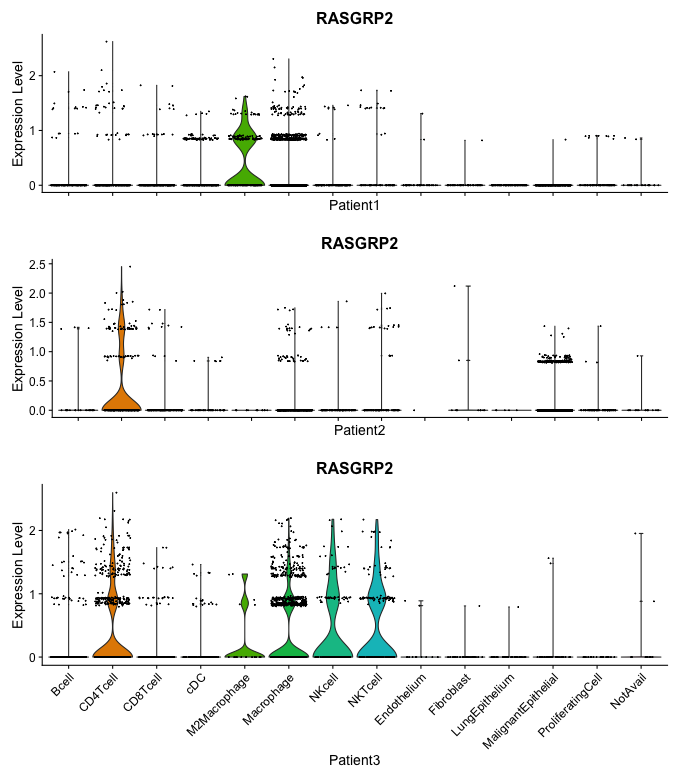 RASGRP2
Expression Level
2
1
0
Patient1
RASGRP2
Expression Level
2.5
2.0
1.5
1.0
0.5
0.0
Patient2
RASGRP2
Expression Level
2
1
0
Bcell
CD4Tcell
CD8Tcell
cDC
M2Macrophage
Macrophage
NKcell
NKTcell
Endothelium
Fibroblast
LungEpithelium
MalignantEpithelial
ProliferatingCell
NotAvail
Patient3